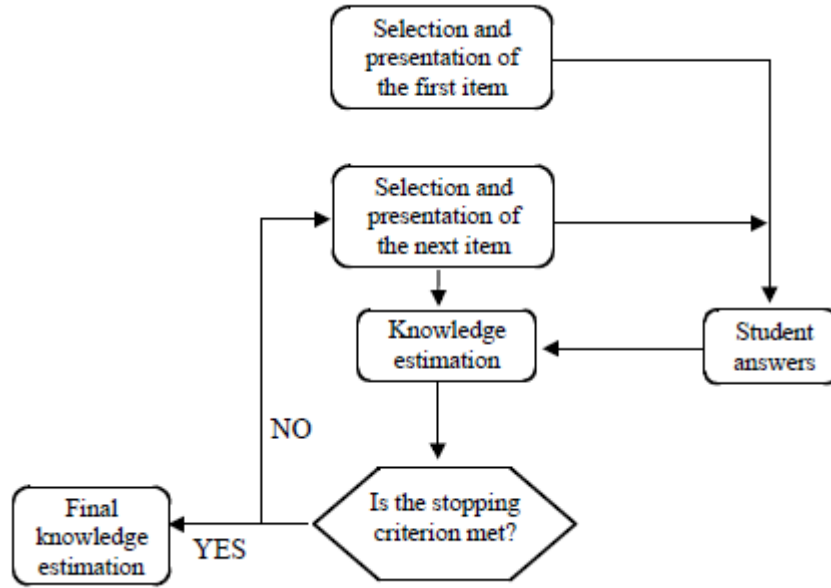 Selection and
presentation of
the first item
Selection and
presentation of
the next item
Knowledge
estimation
Student
answers
NO
Is the stopping
criterion met?
YES
Final
knowledge
estimation